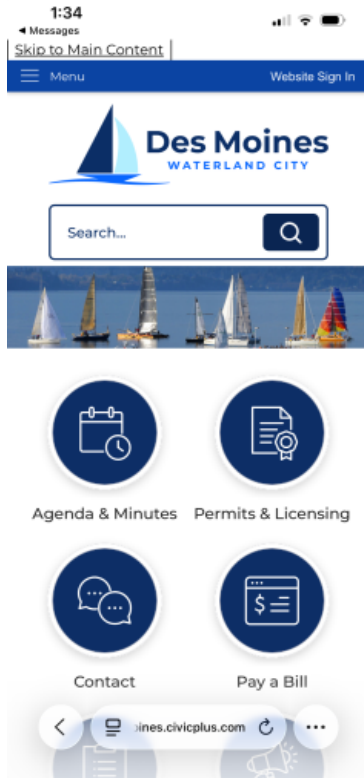 1:34
◀ Messages
Skip to Main Content
Menu
Website Sign In
Des Moines
WATERLAND CITY
Search...
Agenda & Minutes
Permits & Licensing
Contact
Pay a Bill
ines.civicplus.com